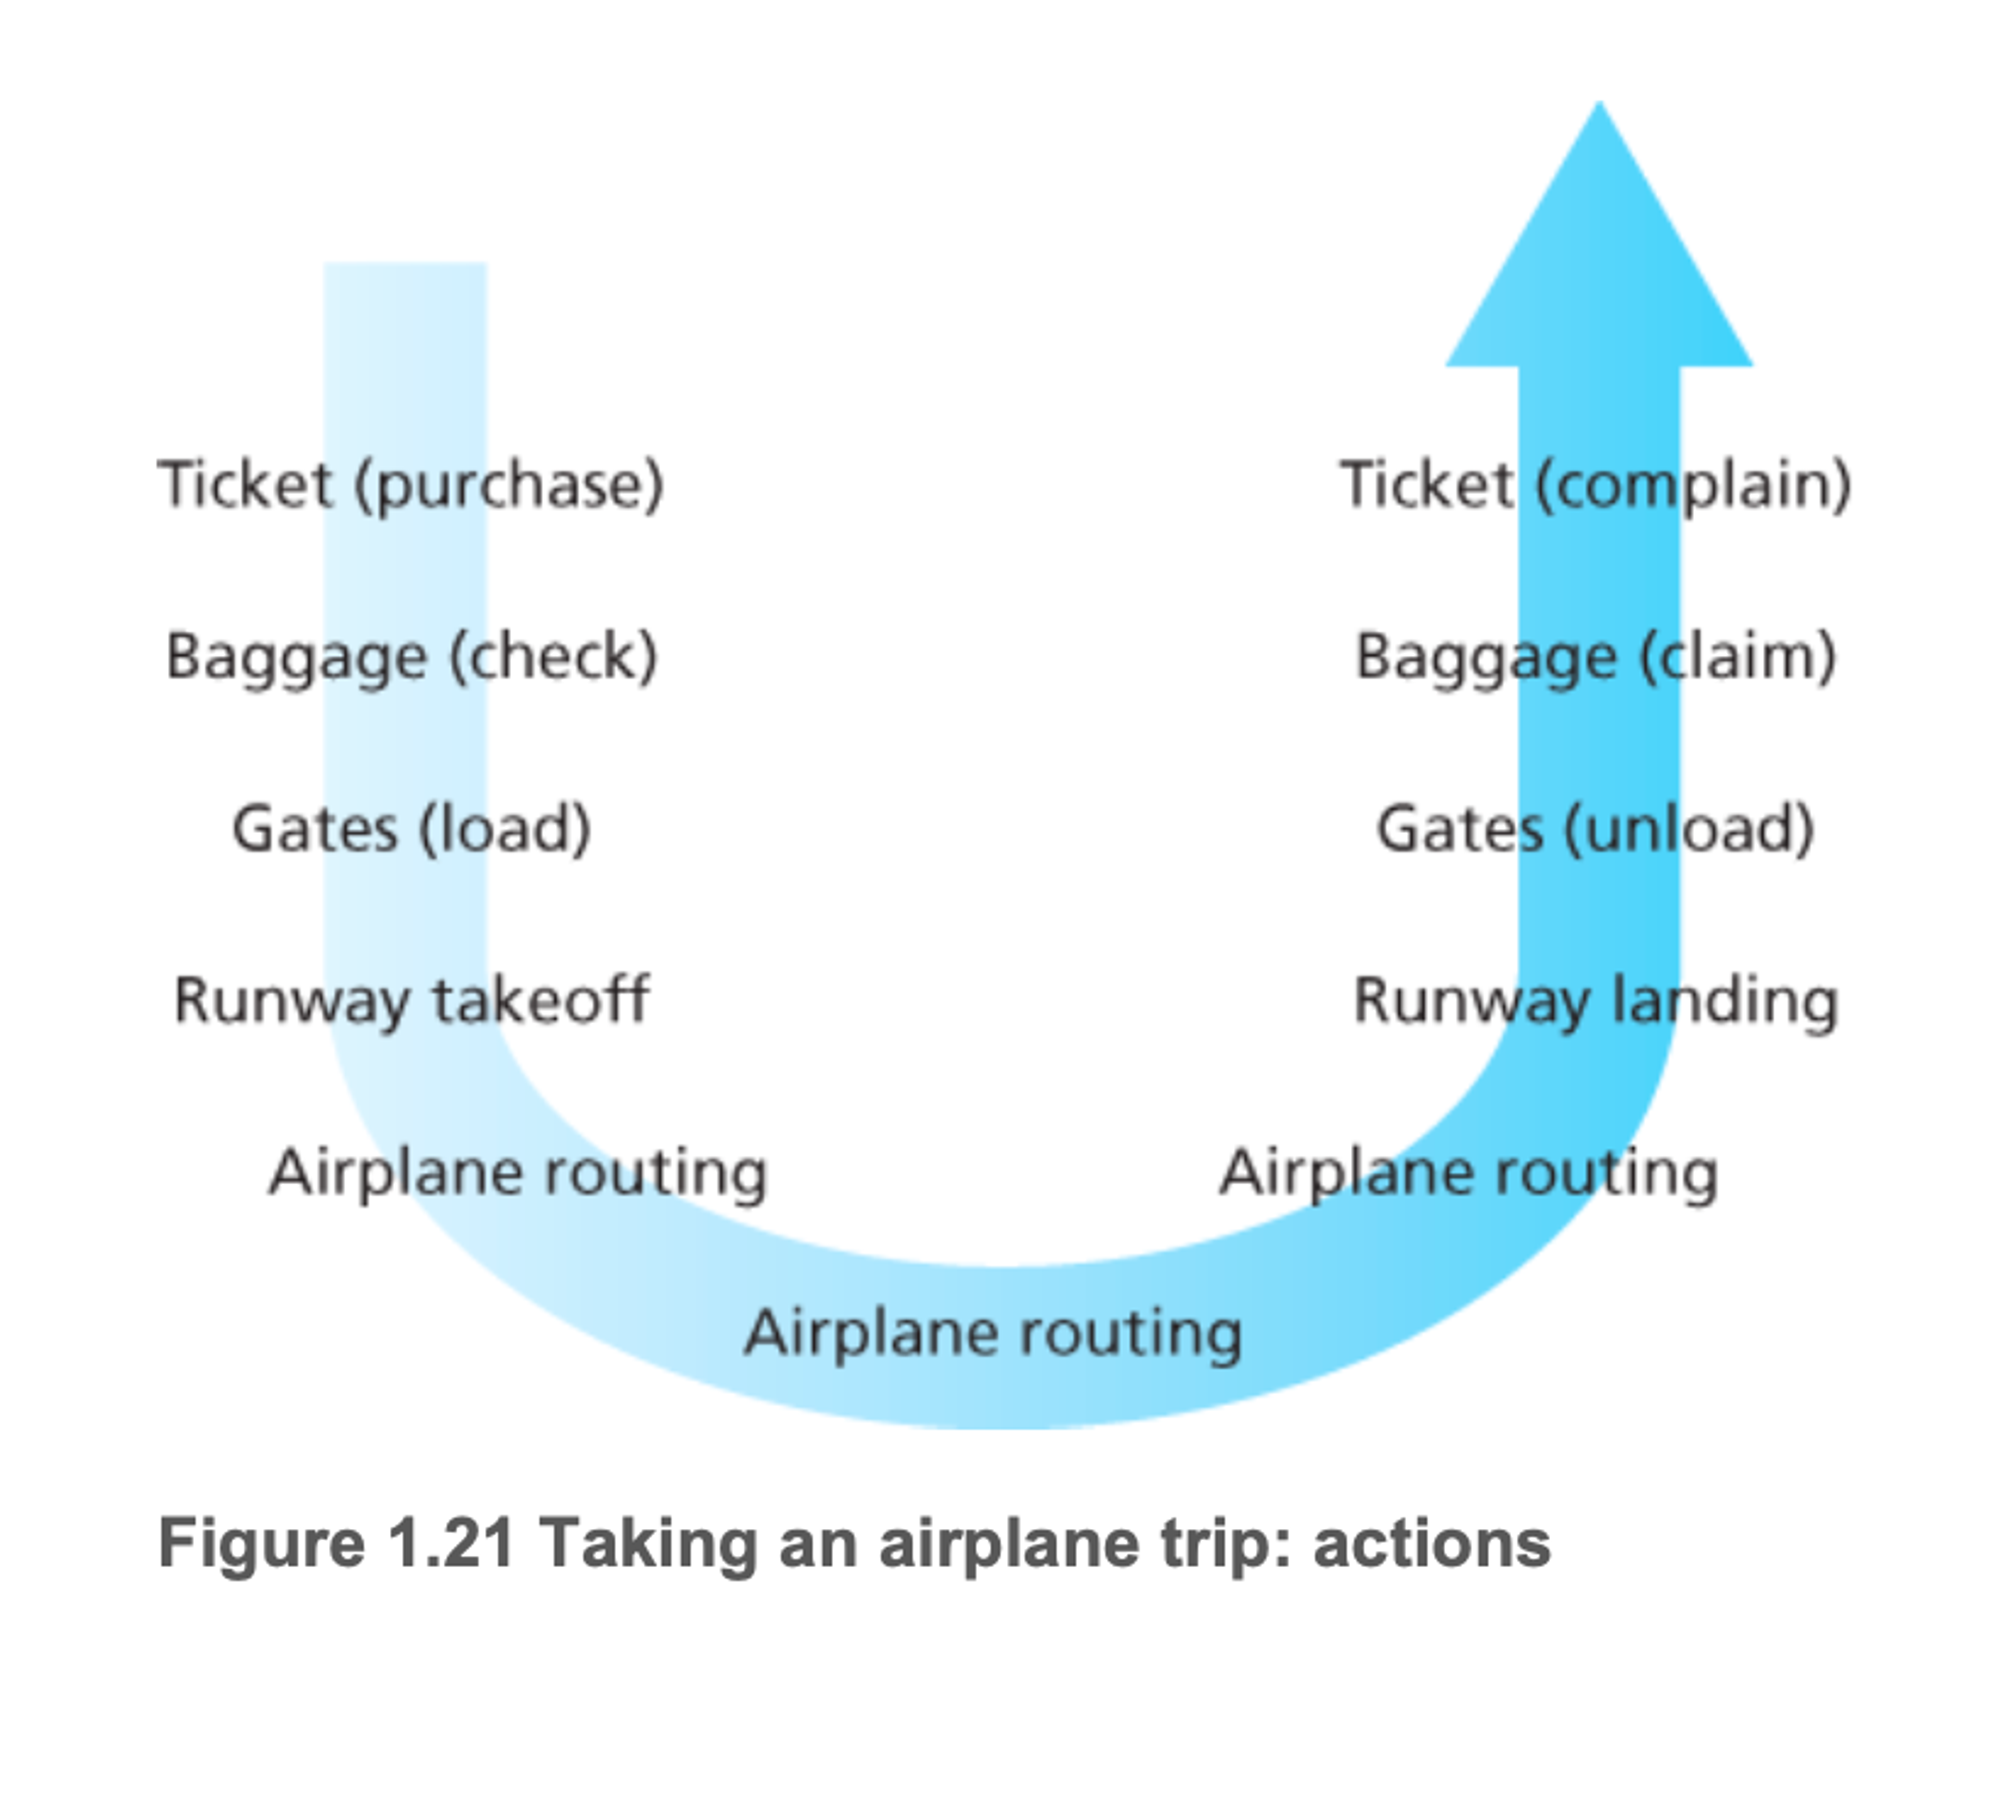 Ticket (purchase)
Ticket (complain)
Baggage (check)
Baggage (claim)
Gates (load)
Gates (unload)
Runway takeoff
Runway landing
Airplane routing
Airplane routing
Airplane routing
Figure 1.21 Taking an airplane trip: actions